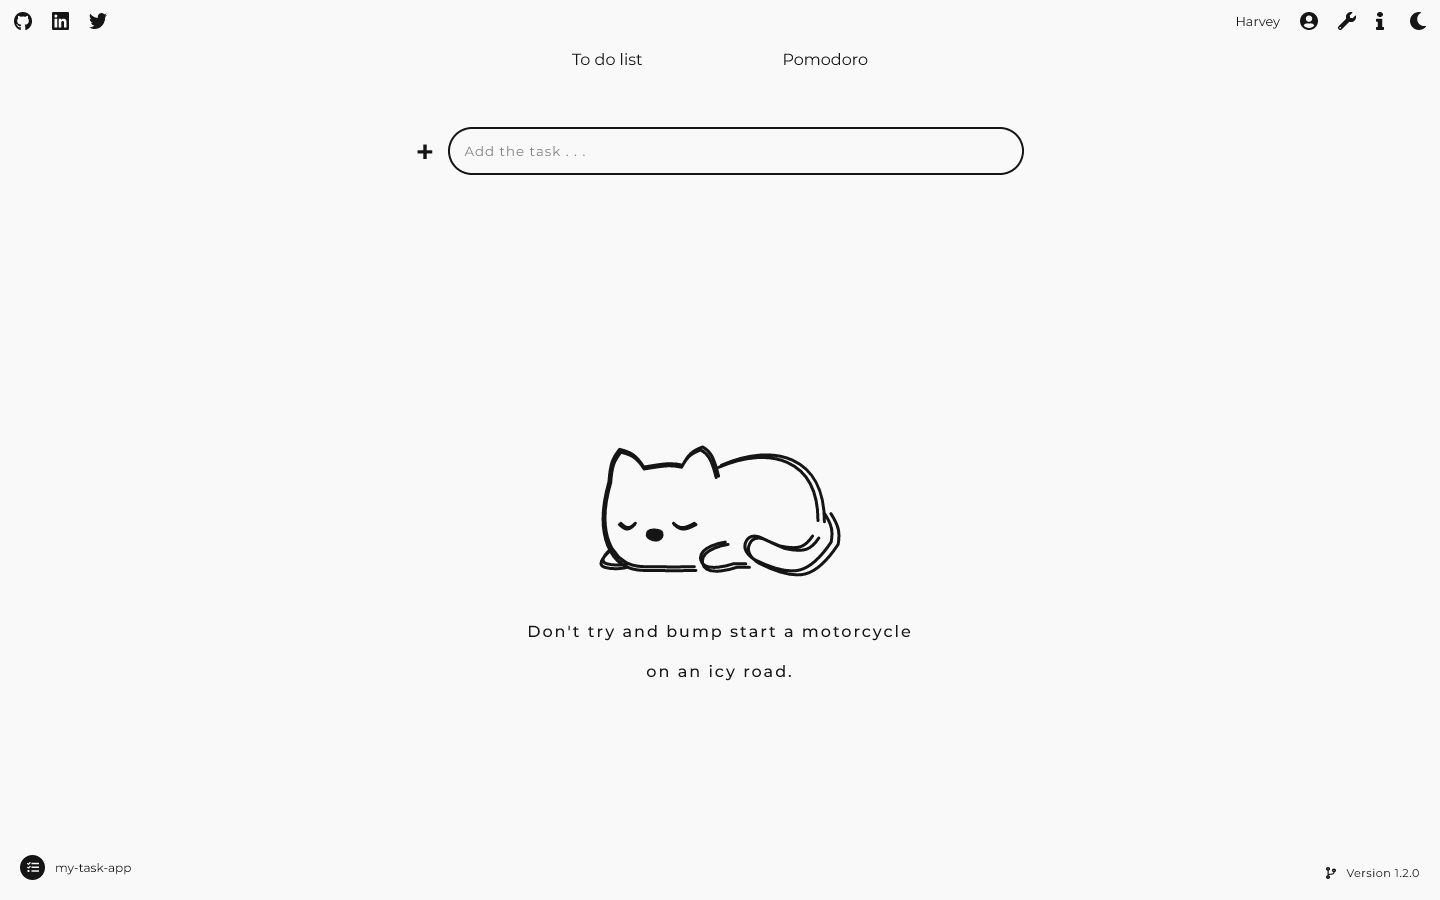 Harvey
To do list
Pomodoro
Add the task . . .
Don't try and bump start a motorcycle
on an icy road.
my-task-app
Version 1.2.0